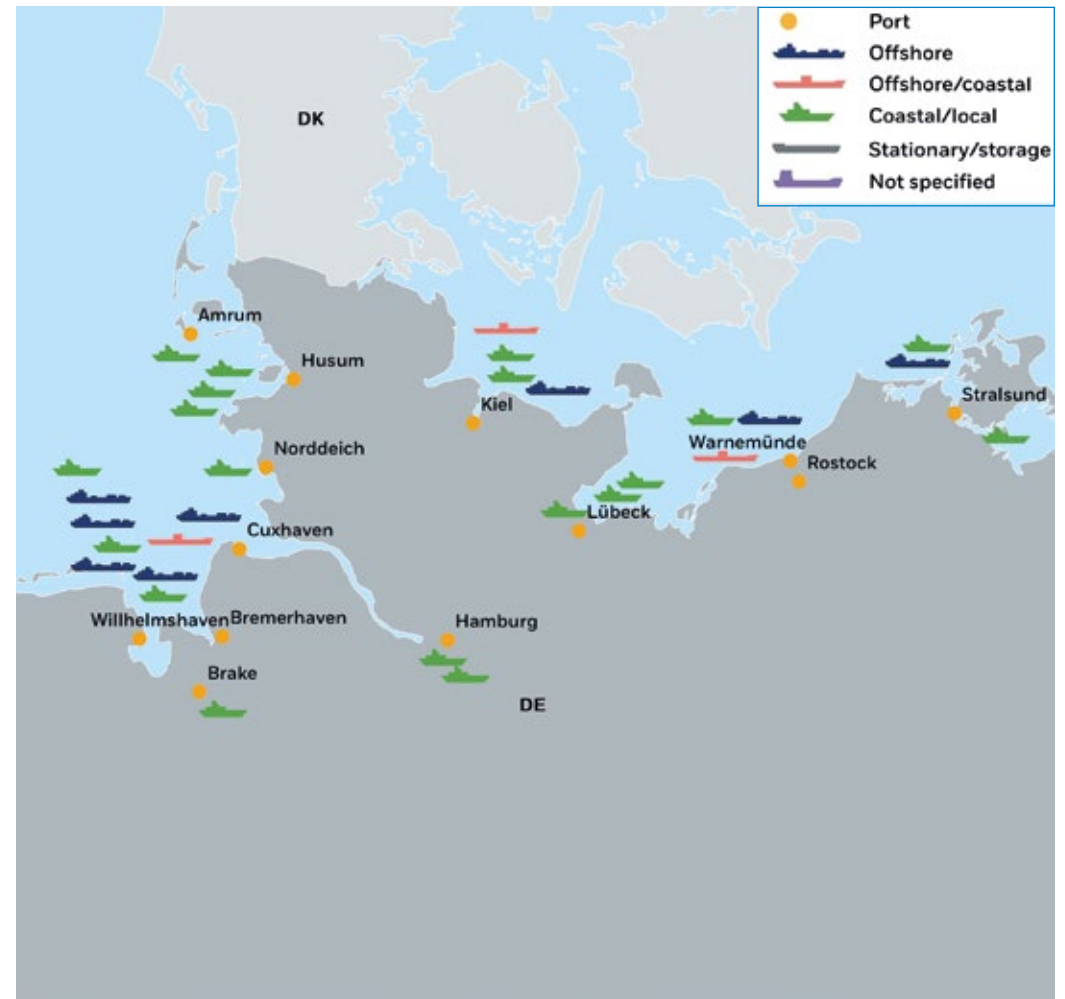 Port
Offshore
Offshore/coastal
Coastal/local
Stationary/storage
Not specified
DK
Amrum
Husum
Kiel
Stralsund
Norddeich
Warnemünde
Rostock
Lübeck
Cuxhaven
Willhelmshaven
Bremerhaven
Hamburg
Brake
DE